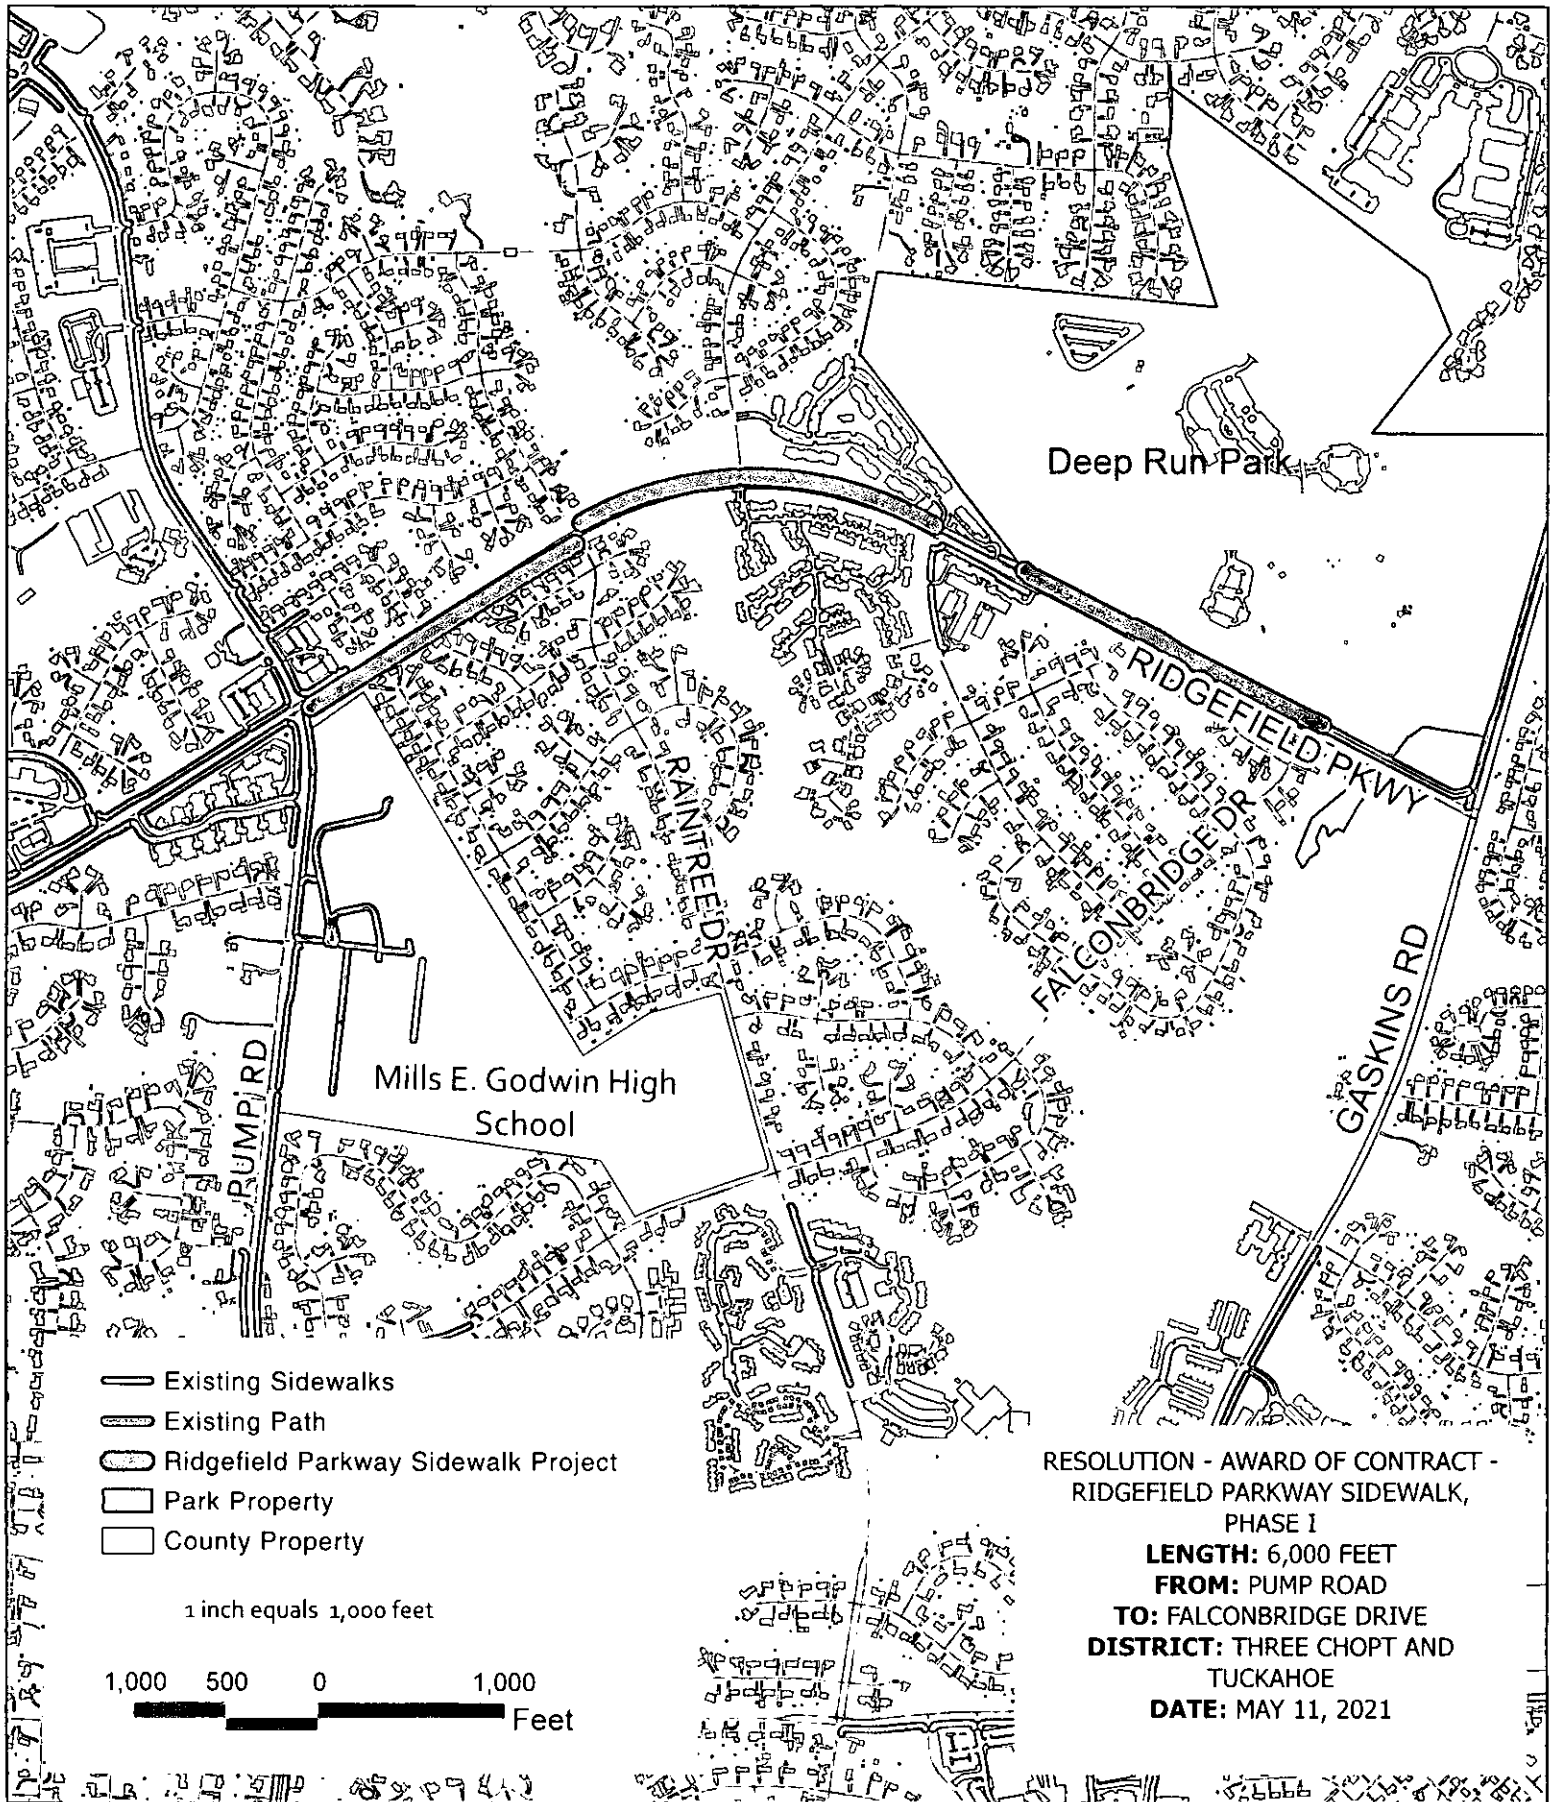 Deep Run Park
RIDGEFIELD PKWY
RAINTREE DR
FALCONBRIDGE DR
GASKINS RD
PUMP RD
Mills E. Godwin High
School
Existing Sidewalks
Existing Path
Ridgefield Parkway Sidewalk Project
Park Property
County Property
1 inch equals 1,000 feet
1,000 500 0 1,000
Feet
RESOLUTION - AWARD OF CONTRACT -
RIDGEFIELD PARKWAY SIDEWALK,
PHASE I
LENGTH: 6,000 FEET
FROM: PUMP ROAD
TO: FALCONBRIDGE DRIVE
DISTRICT: THREE CHOPT AND
TUCKAHOE
DATE: MAY 11, 2021